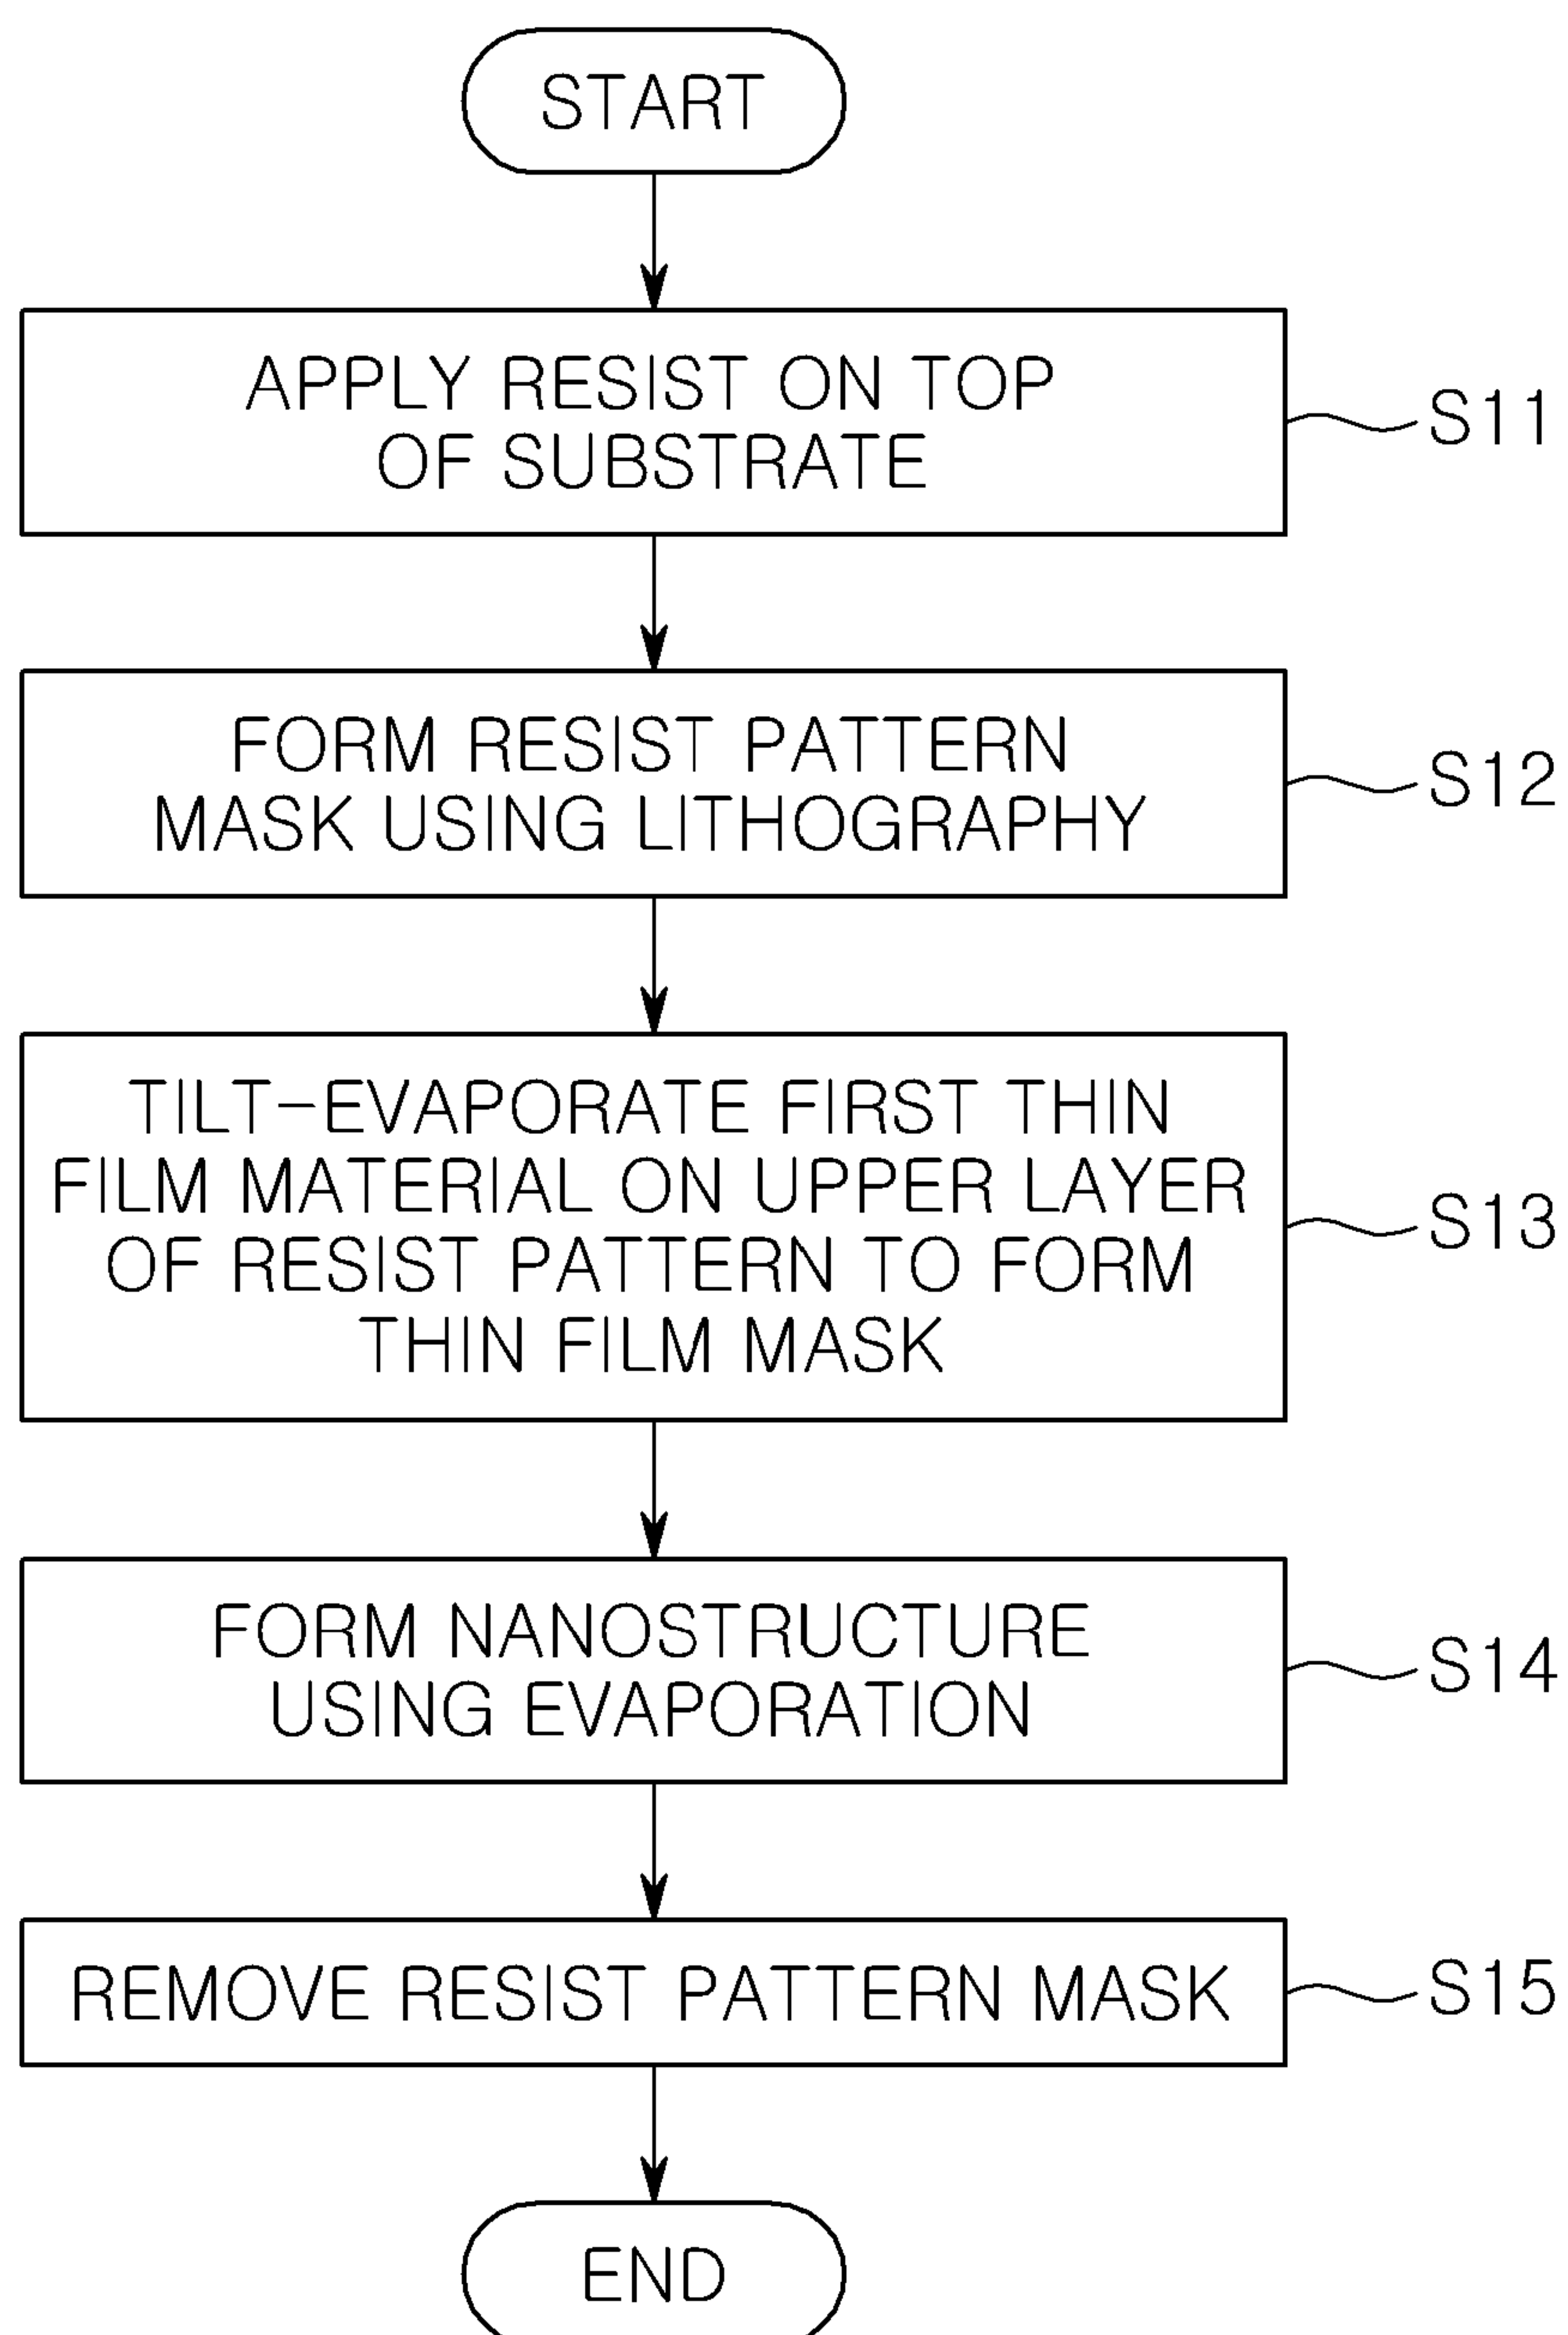 START
APPLY RESIST ON TOP
OF SUBSTRATE
S11
FORM RESIST PATTERN
MASK USING LITHOGRAPHY
S12
TILT-EVAPORATE FIRST THIN
FILM MATERIAL ON UPPER LAYER
OF RESIST PATTERN TO FORM
THIN FILM MASK
S13
FORM NANOSTRUCTURE
USING EVAPORATION
S14
REMOVE RESIST PATTERN MASK
S15
END